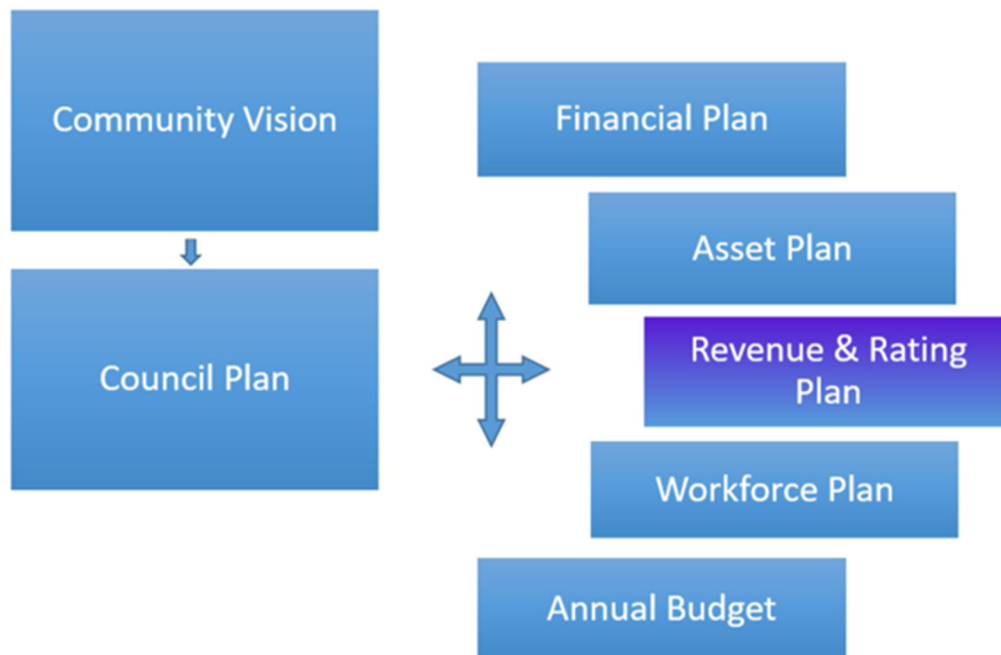 Community Vision
Council Plan
Financial Plan
Asset Plan
Revenue & Rating
Plan
Workforce Plan
Annual Budget